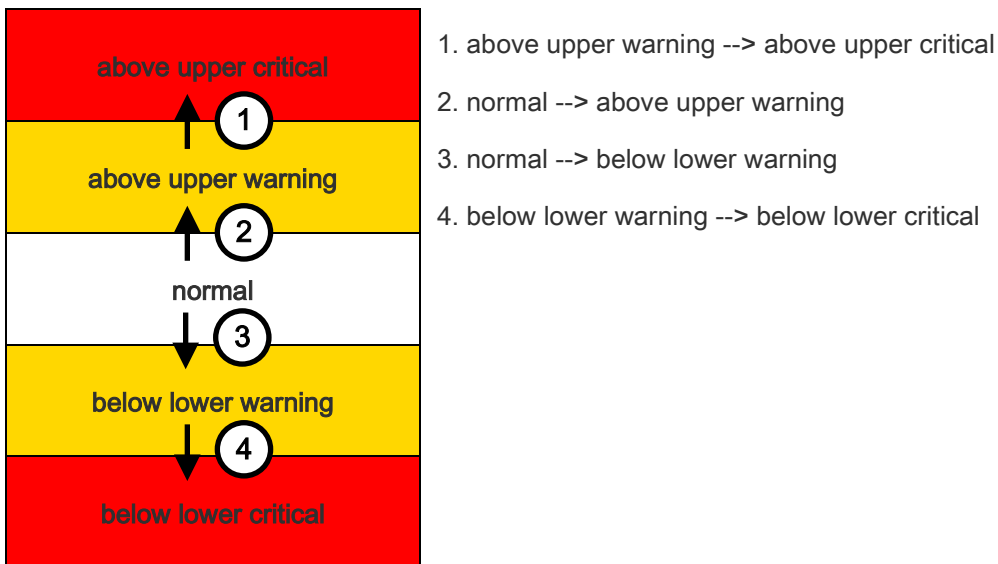 above upper critical
1
above upper warning
2
normal
3
below lower warning
4
below lower critical
1. above upper warning --> above upper critical
2. normal --> above upper warning
3. normal --> below lower warning
4. below lower warning --> below lower critical